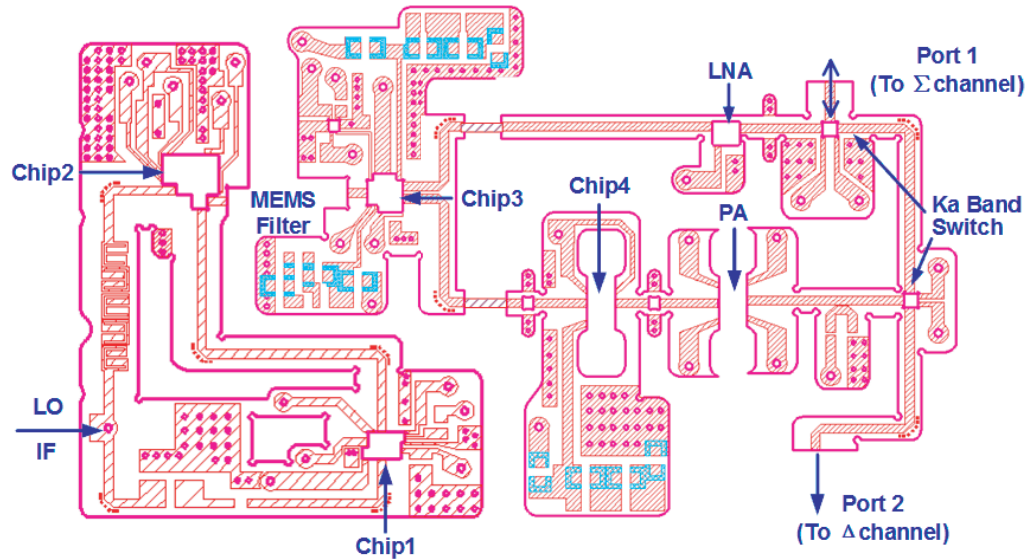 Port 1
(To Σ channel)
LNA
Chip2
Chip4
MEMS
Filter
Chip3
PA
Ka Band
Switch
LO
IF
Port 2
(To Δ channel)
Chip1